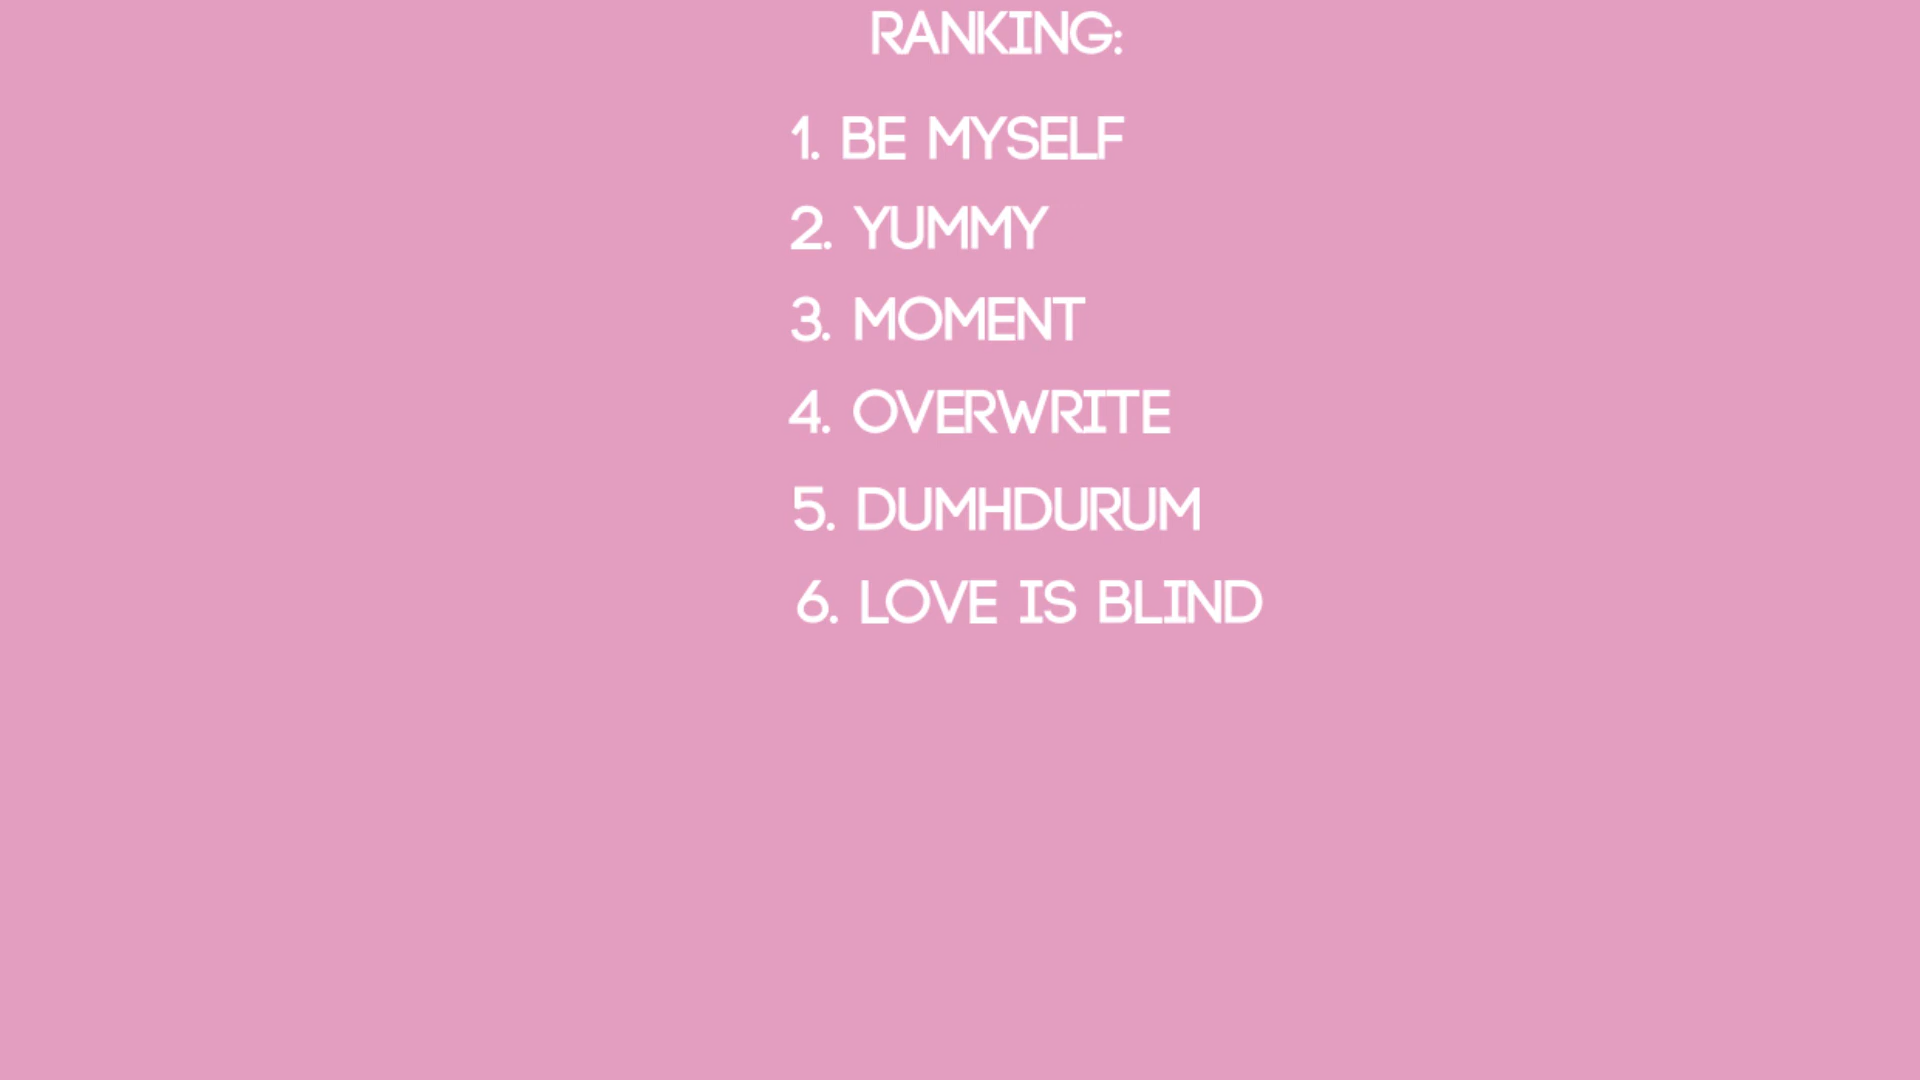 RANKING:
1. BE MYSELF
2. YUMMY
3. MOMENT
4. OVERWRITE
5. DUMHDURUM
6. LOVE IS BLIND